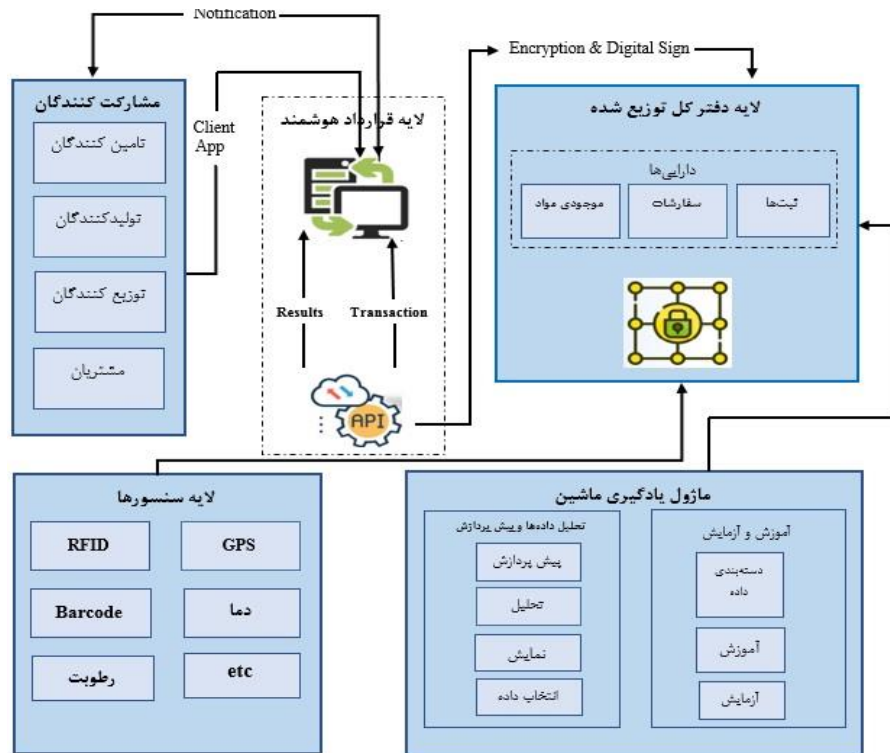 Notification
Encryption & Digital Sign
مشارکت کنندگان
تامین کنندگان
تولیدکنندگان
توزیع کنندگان
مشتریان
Client
App
لایه قرارداد هوشمند
Results
Transaction
API
لایه دفتر کل توزیع شده
دارایی‌ها
ثبت‌ها
سفارشات
موجودی مواد
لایه سنسورها
RFID
GPS
Barcode
دما
رطوبت
etc
ماژول یادگیری ماشین
آموزش و آزمایش
دسته‌بندی
داده
آموزش
آزمایش
تحلیل داده‌ها و پیش پردازش
پیش پردازش
تحلیل
نمایش
انتخاب داده